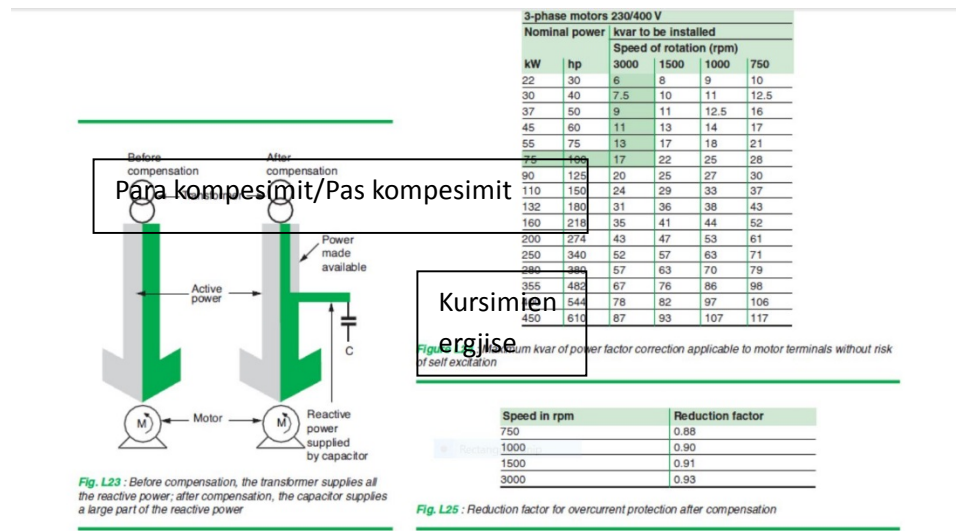 Before compensation
After compensation
Transformer
Para kompesimit/Pas kompesimit
Power made available
Active power
C
Motor
M
M
Reactive power supplied by capacitor
Fig. L23 : Before compensation, the transformer supplies all
the reactive power; after compensation, the capacitor supplies
a large part of the reactive power
3-phase motors 230/400 V
Nominal power kvar to be installed
Speed of rotation (rpm)
kW hp 3000 1500 1000 750
22 30 6 8 9 10
30 40 7.5 10 11 12.5
37 50 9 11 12.5 16
45 60 11 13 14 17
55 75 13 17 18 21
75 100 17 22 25 28
90 125 20 25 27 30
110 150 24 29 33 37
132 180 31 36 38 43
160 218 35 41 44 52
200 274 43 47 53 61
250 340 52 57 63 71
280 380 57 63 70 79
355 482 67 76 86 98
544 78 82 97 106
450 610 87 93 107 117
Kursimien
ergjise
Figure Maximum kvar of power factor correction applicable to motor terminals without risk
of self excitation
Speed in rpm Reduction factor
750 0.88
1000 0.90
1500 0.91
3000 0.93
Fig. L25 : Reduction factor for overcurrent protection after compensation